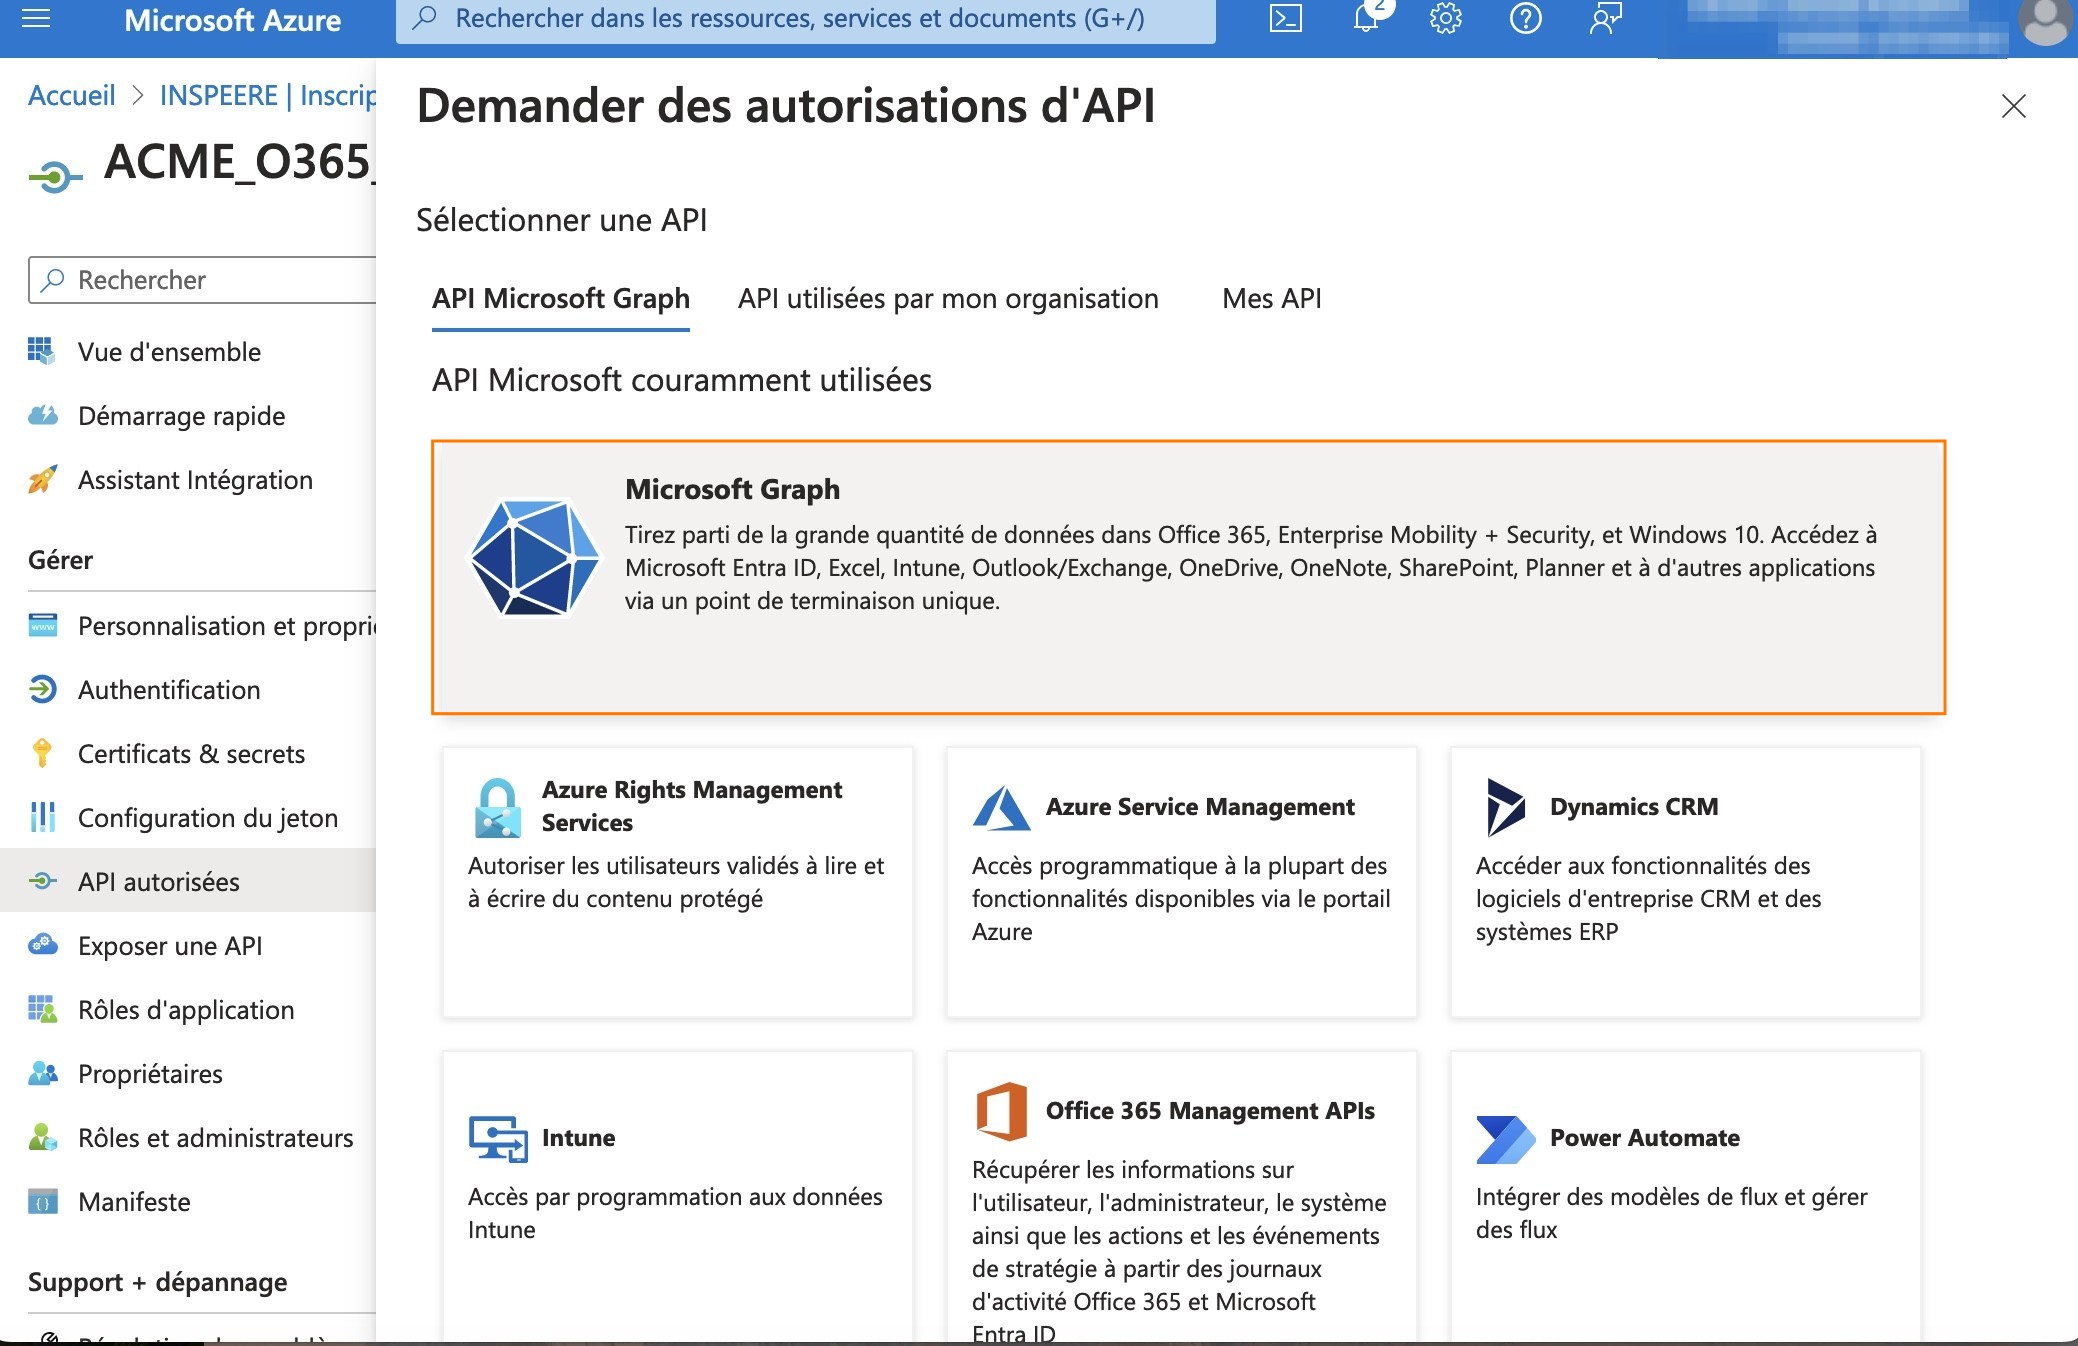 Microsoft Azure
Rechercher dans les ressources, services et documents (G+/)
2
Accueil > INSPEERE | Inscrip
ACME_O365_
Rechercher
Vue d'ensemble
Démarrage rapide
Assistant Intégration
Gérer
Personnalisation et proprié
Authentification
Certificats & secrets
Configuration du jeton
API autorisées
Exposer une API
Rôles d'application
Propriétaires
Rôles et administrateurs
Manifeste
Support + dépannage
Demander des autorisations d'API
Sélectionner une API
API Microsoft Graph
API utilisées par mon organisation
Mes API
API Microsoft couramment utilisées
Microsoft Graph
Tirez parti de la grande quantité de données dans Office 365, Enterprise Mobility + Security, et Windows 10. Accédez à
Microsoft Entra ID, Excel, Intune, Outlook/Exchange, OneDrive, OneNote, SharePoint, Planner et à d'autres applications
via un point de terminaison unique.
Azure Rights Management
Services
Autoriser les utilisateurs validés à lire et
à écrire du contenu protégé
Azure Service Management
Accès programmatique à la plupart des
fonctionnalités disponibles via le portail
Azure
Dynamics CRM
Accéder aux fonctionnalités des
logiciels d'entreprise CRM et des
systèmes ERP
Intune
Accès par programmation aux données
Intune
Office 365 Management APIs
Récupérer les informations sur
l'utilisateur, l'administrateur, le système
ainsi que les actions et les événements
de stratégie à partir des journaux
d'activité Office 365 et Microsoft
Entra ID
Power Automate
Intégrer des modèles de flux et gérer
des flux